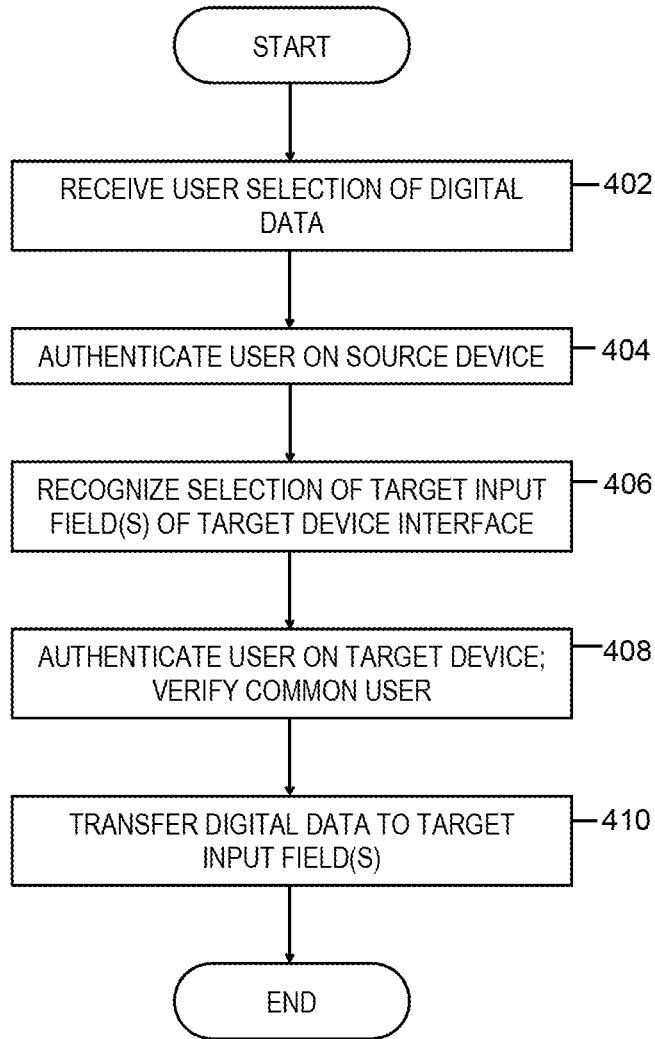 START
RECEIVE USER SELECTION OF DIGITAL
DATA
402
AUTHENTICATE USER ON SOURCE DEVICE
404
RECOGNIZE SELECTION OF TARGET INPUT
FIELD(S) OF TARGET DEVICE INTERFACE
406
AUTHENTICATE USER ON TARGET DEVICE;
VERIFY COMMON USER
408
TRANSFER DIGITAL DATA TO TARGET
INPUT FIELD(S)
410
END